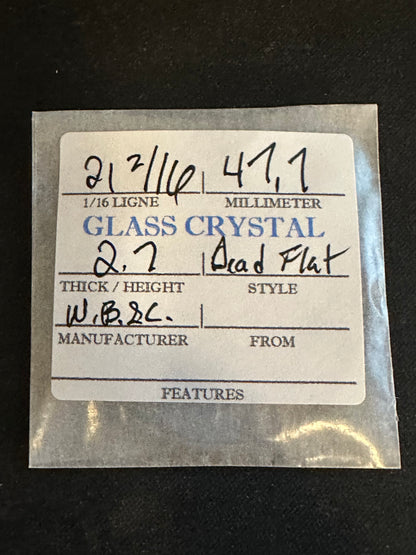 21 2/16 47.7
1/16 LIGNE MILLIMETER
GLASS CRYSTAL
2.7 Dead Flat
THICK / HEIGHT STYLE
W.B.&C.
MANUFACTURER FROM
FEATURES